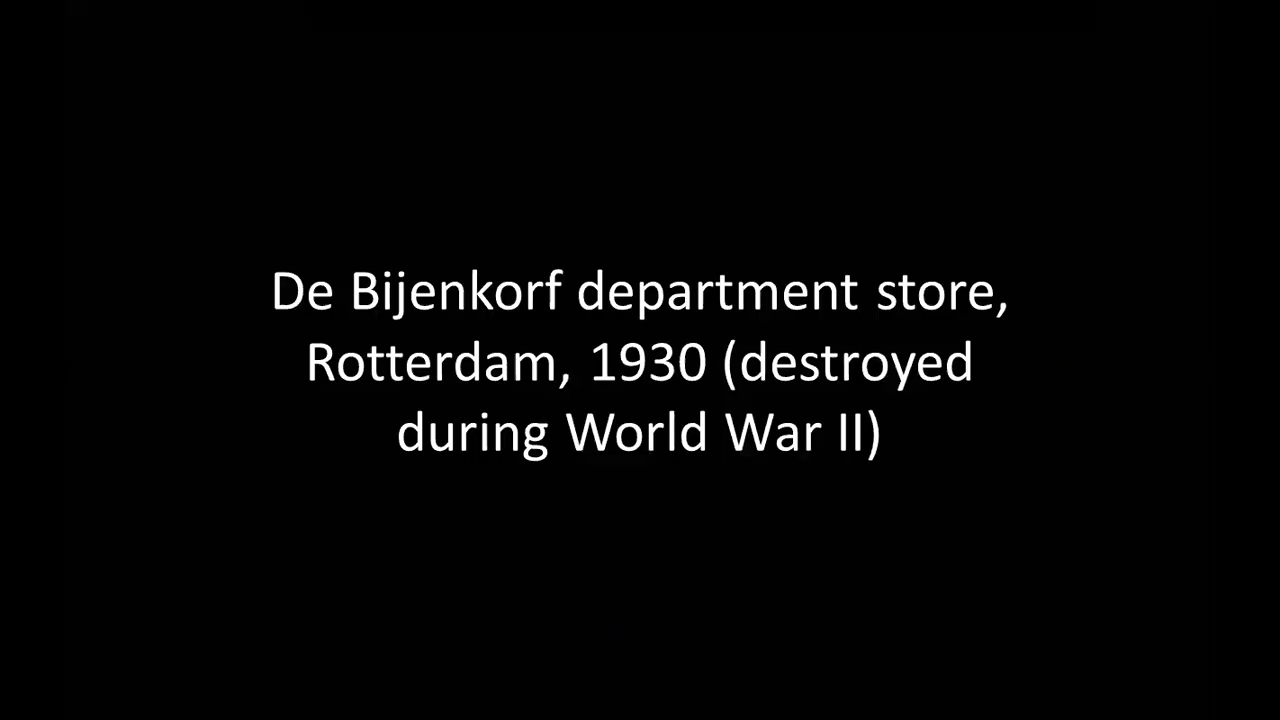 De Bijenkorf department store,
Rotterdam, 1930 (destroyed
during World War II)